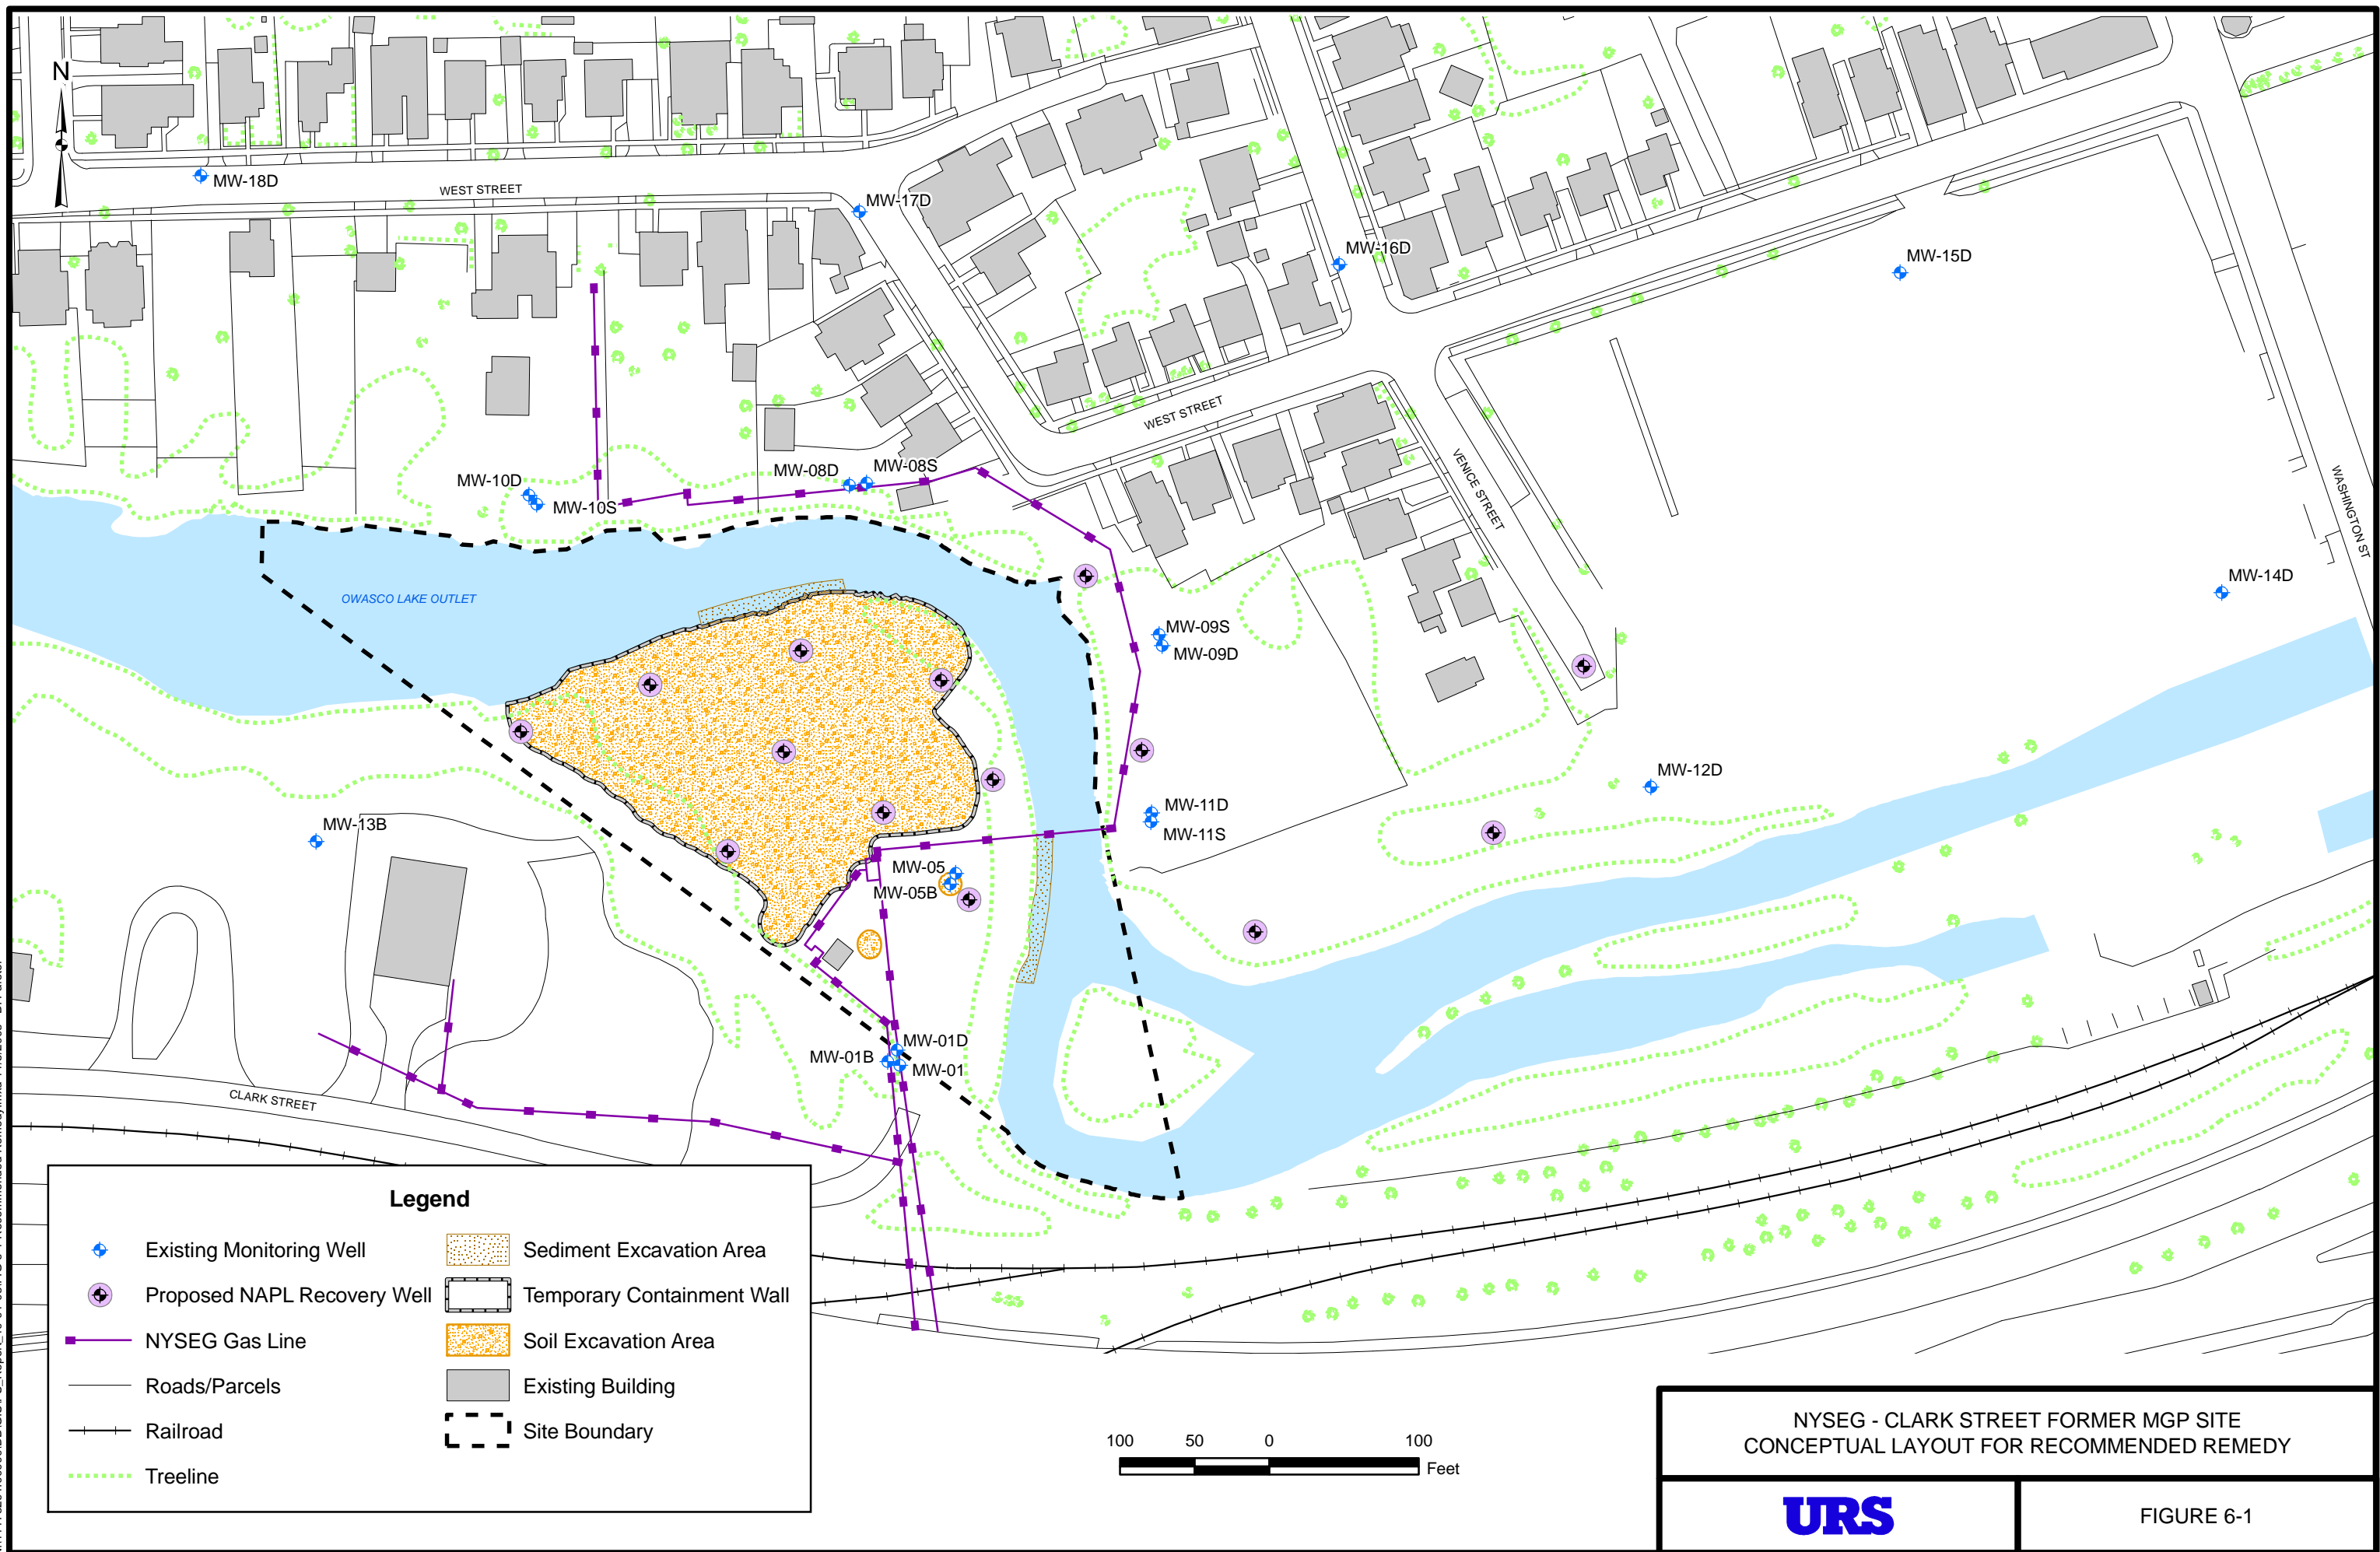 N
MW-18D
WEST STREET
MW-17D
MW-16D
MW-15D
WEST STREET
VENICE STREET
WASHINGTON ST
MW-10D
MW-10S
MW-08D
MW-08S
OWASCO LAKE OUTLET
MW-14D
MW-09S
MW-09D
MW-12D
MW-11D
MW-11S
MW-13B
MW-05
MW-05B
MW-01D
MW-01B
MW-01
CLARK STREET
Legend
Existing Monitoring Well
Proposed NAPL Recovery Well
NYSEG Gas Line
Roads/Parcels
Railroad
Treeline
Sediment Excavation Area
Temporary Containment Wall
Soil Excavation Area
Existing Building
Site Boundary
100 50 0 100
Feet
NYSEG - CLARK STREET FORMER MGP SITE
CONCEPTUAL LAYOUT FOR RECOMMENDED REMEDY
URS
FIGURE 6-1